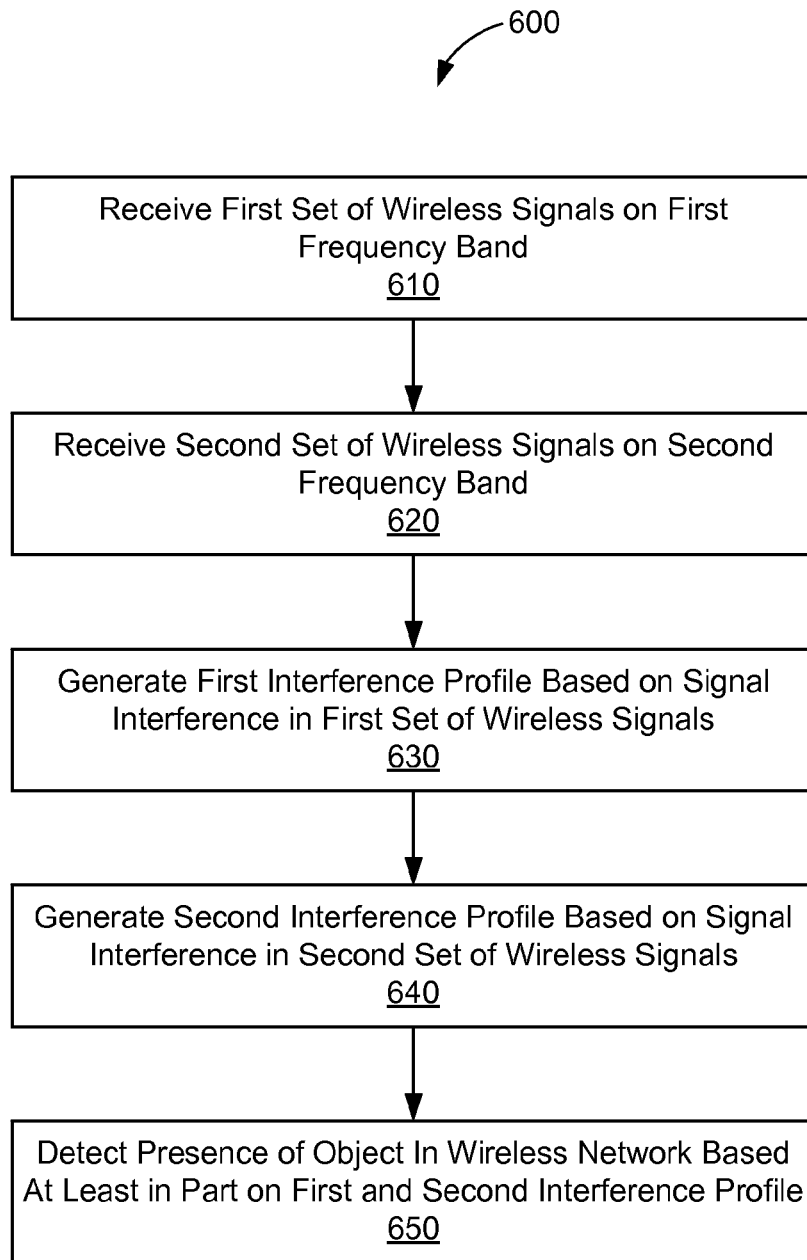 600
Receive First Set of Wireless Signals on First
Frequency Band
610
Receive Second Set of Wireless Signals on Second
Frequency Band
620
Generate First Interference Profile Based on Signal
Interference in First Set of Wireless Signals
630
Generate Second Interference Profile Based on Signal
Interference in Second Set of Wireless Signals
640
Detect Presence of Object In Wireless Network Based
At Least in Part on First and Second Interference Profile
650